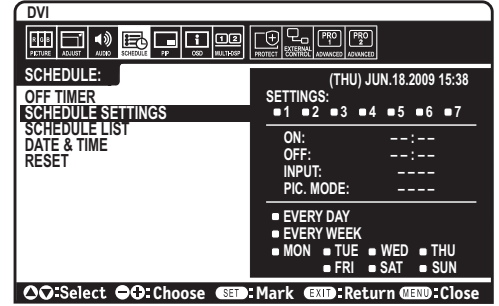 DVI
RGB
PICTURE ADJUST AUDIO SCHEDULE PIP OSD MULTI-DSP PROTECT EXTERNAL CONTROL PRO 1 ADVANCED PRO 2 ADVANCED
SCHEDULE:
OFF TIMER
SCHEDULE SETTINGS
SCHEDULE LIST
DATE & TIME
RESET
(THU) JUN.18.2009 15:38
SETTINGS:
1 2 3 4 5 6 7
ON: --:--
OFF: --:--
INPUT: ----
PIC. MODE: ----
EVERY DAY
EVERY WEEK
MON TUE WED THU
FRI SAT SUN
:Select :Choose SET:Mark EXIT:Return MENU:Close